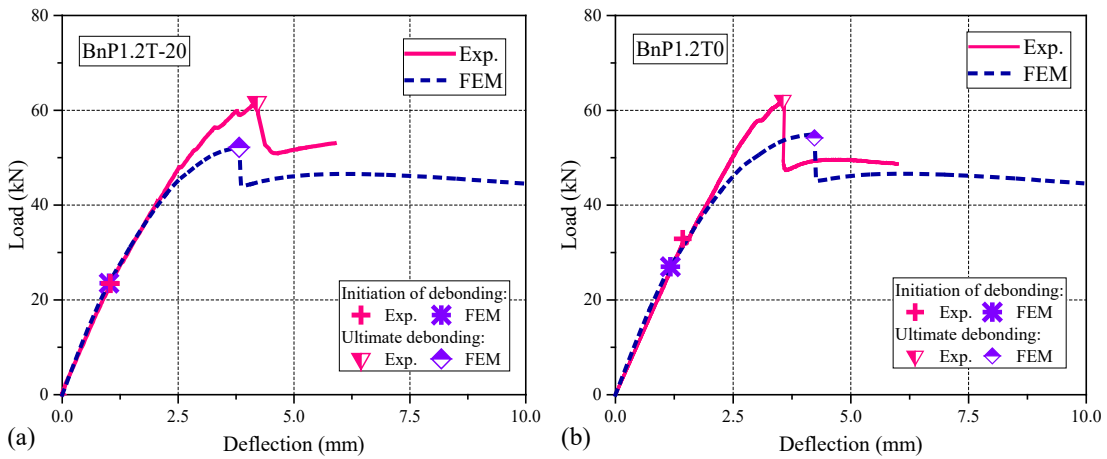 80
60
40
20
0
Load (kN)
BnP1.2T-20
Exp.
FEM
Initiation of debonding:
Exp. FEM
Ultimate debonding:
Exp. FEM
0.0 2.5 5.0 7.5 10.0
Deflection (mm)
(a)
80
60
40
20
0
Load (kN)
BnP1.2T0
Exp.
FEM
Initiation of debonding:
Exp. FEM
Ultimate debonding:
Exp. FEM
0.0 2.5 5.0 7.5 10.0
Deflection (mm)
(b)